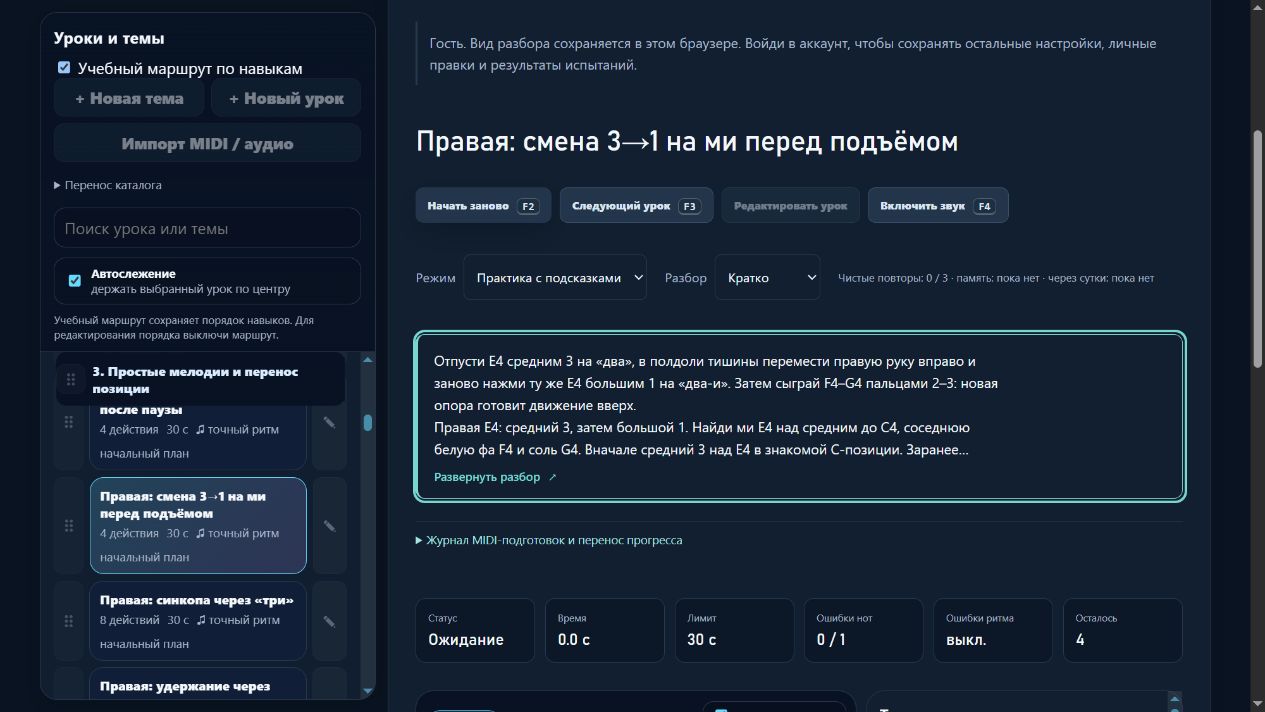 Уроки и темы
Учебный маршрут по навыкам
+ Новая тема
+ Новый урок
Импорт MIDI / аудио
Перенос каталога
Поиск урока или темы
Автослежение
держать выбранный урок по центру
Учебный маршрут сохраняет порядок навыков. Для
редактирования порядка выключи маршрут.
3. Простые мелодии и перенос
позиции
после паузы
4 действия 30 с ♫ точный ритм
начальный план
Правая: смена 3→1 на ми
перед подъёмом
4 действия 30 с ♫ точный ритм
начальный план
Правая: синкопа через «три»
8 действий 30 с ♫ точный ритм
начальный план
Правая: удержание через
Гость. Вид разбора сохраняется в этом браузере. Войди в аккаунт, чтобы сохранять остальные настройки, личные
правки и результаты испытаний.
Правая: смена 3→1 на ми перед подъёмом
Начать заново F2
Следующий урок F3
Редактировать урок
Включить звук F4
Режим
Практика с подсказками
Разбор
Кратко
Чистые повторы: 0 / 3 · память: пока нет · через сутки: пока нет
Отпусти E4 средним 3 на «два», в полдоли тишины перемести правую руку вправо и
заново нажми ту же E4 большим 1 на «два-и». Затем сыграй F4–G4 пальцами 2–3: новая
опора готовит движение вверх.
Правая E4: средний 3, затем большой 1. Найди ми E4 над средним до C4, соседнюю
белую фа F4 и соль G4. Вначале средний 3 над E4 в знакомой C-позиции. Заранее...
Развернуть разбор ↗
Журнал MIDI-подготовок и перенос прогресса
Статус
Ожидание
Время
0.0 с
Лимит
30 с
Ошибки нот
0 / 1
Ошибки ритма
выкл.
Осталось
4